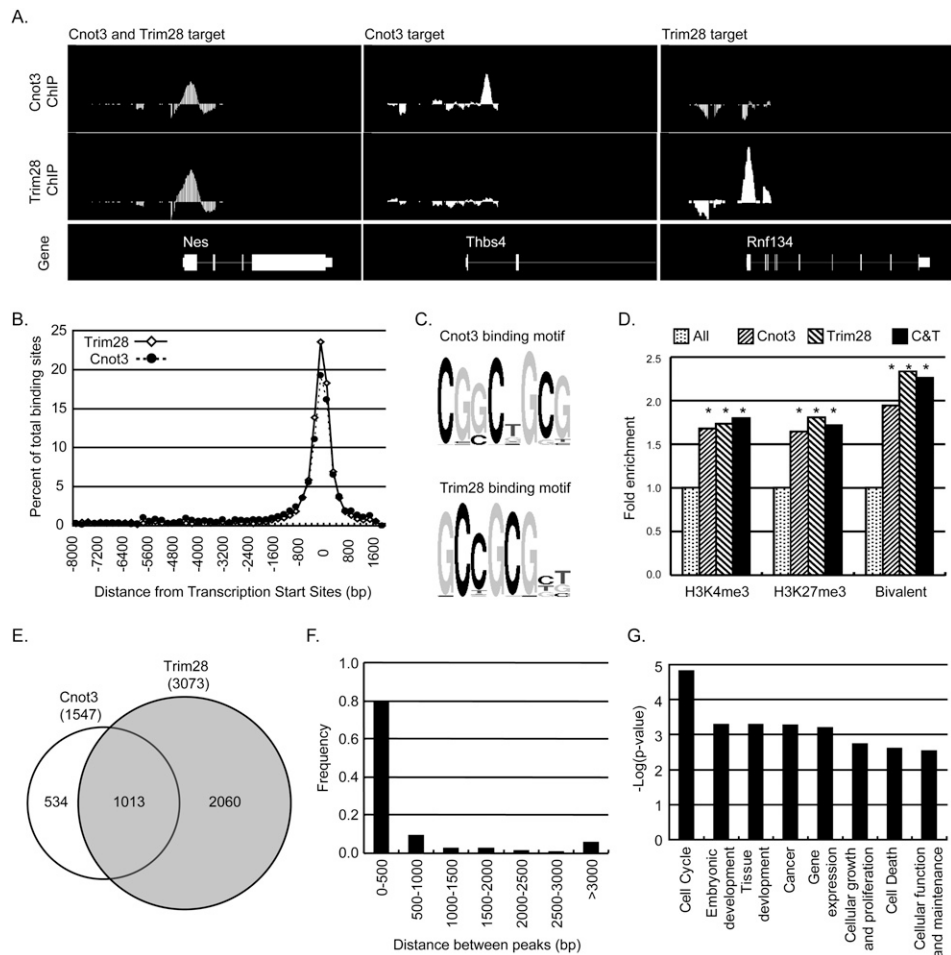 A.
Cnot3 and Trim28 target
Cnot3 target
Trim28 target
Cnot3
ChIP
Trim28
ChIP
Gene
Nes
Thbs4
Rnf134
B.
25
20
15
10
5
0
Percent of total binding sites
Trim28
Cnot3
-8000
-7200
-6400
-5600
-4800
-4000
-3200
-2400
-1600
-800
0
800
1600
Distance from Transcription Start Sites (bp)
C.
Cnot3 binding motif
CGGCTGCG
C
Trim28 binding motif
GCCGCGCT
D.
All
Cnot3
Trim28
C&T
2.5
2.0
1.5
1.0
0.5
0.0
Fold enrichment
* * *
* * *
* * *
H3K4me3
H3K27me3
Bivalent
E.
Trim28
(3073)
Cnot3
(1547)
534
1013
2060
F.
1.0
0.8
0.6
0.4
0.2
0.0
Frequency
0-500
500-1000
1000-1500
1500-2000
2000-2500
2500-3000
>3000
Distance between peaks (bp)
G.
5
4
3
2
1
0
-Log(p-value)
Cell Cycle
Embryonic
development
Tissue
devlopment
Cancer
Gene
expression
Cellular growth
and proliferation
Cell Death
Cellular function
and maintenance